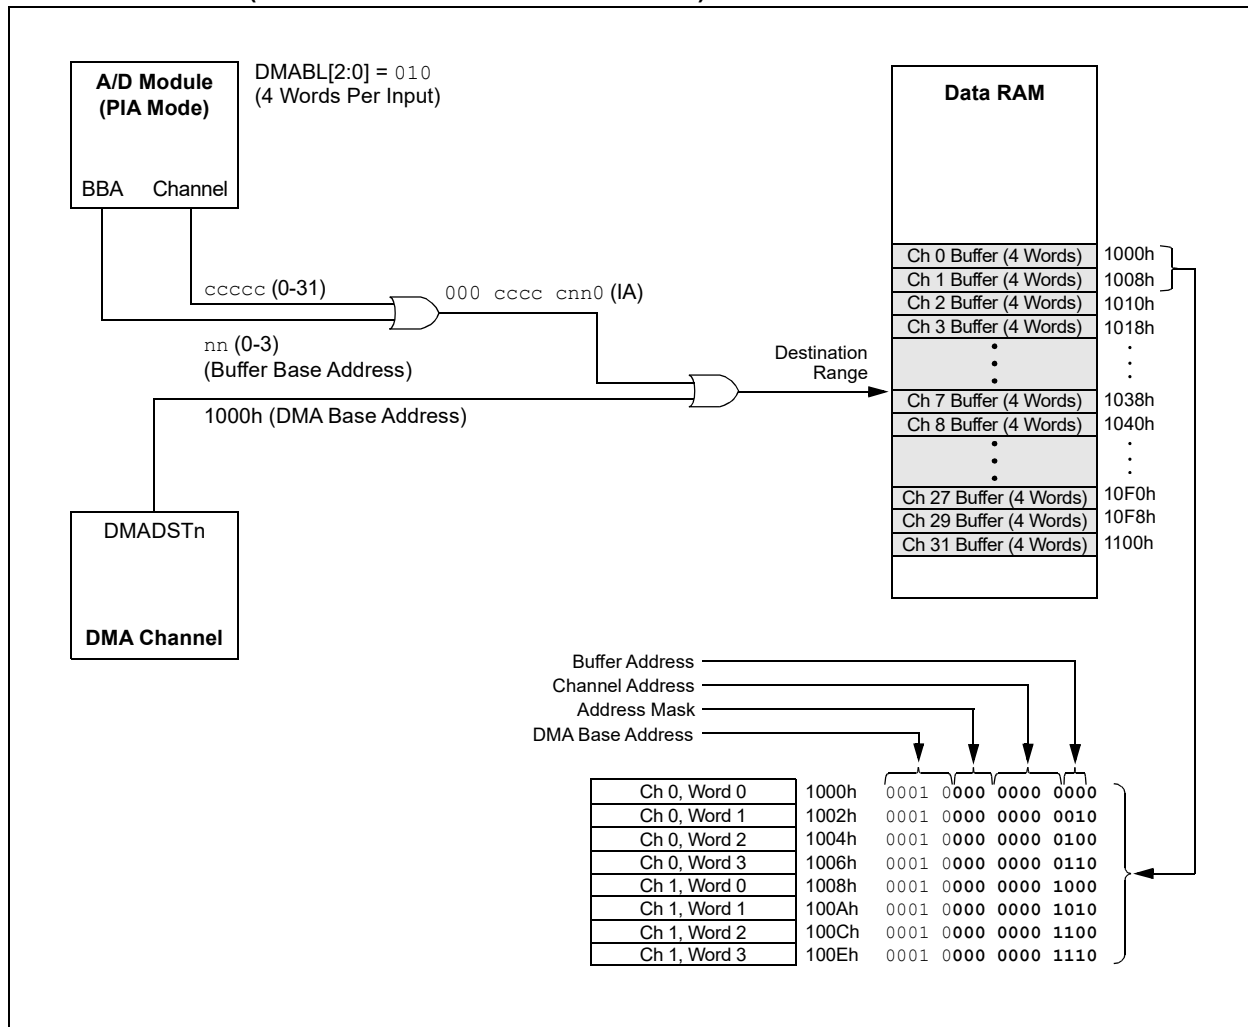 A/D Module
(PIA Mode)
BBA Channel
DMABL[2:0] = 010
(4 Words Per Input)
ccccc (0-31)
000 cccc cnn0 (IA)
nn (0-3)
(Buffer Base Address)
1000h (DMA Base Address)
DMADSTn
DMA Channel
Destination
Range
Data RAM
Ch 0 Buffer (4 Words) 1000h
Ch 1 Buffer (4 Words) 1008h
Ch 2 Buffer (4 Words) 1010h
Ch 3 Buffer (4 Words) 1018h
Ch 7 Buffer (4 Words) 1038h
Ch 8 Buffer (4 Words) 1040h
Ch 27 Buffer (4 Words) 10F0h
Ch 29 Buffer (4 Words) 10F8h
Ch 31 Buffer (4 Words) 1100h
Buffer Address
Channel Address
Address Mask
DMA Base Address
Ch 0, Word 0 1000h 0001 0000 0000 0000
Ch 0, Word 1 1002h 0001 0000 0000 0010
Ch 0, Word 2 1004h 0001 0000 0000 0100
Ch 0, Word 3 1006h 0001 0000 0000 0110
Ch 1, Word 0 1008h 0001 0000 0000 1000
Ch 1, Word 1 100Ah 0001 0000 0000 1010
Ch 1, Word 2 100Ch 0001 0000 0000 1100
Ch 1, Word 3 100Eh 0001 0000 0000 1110